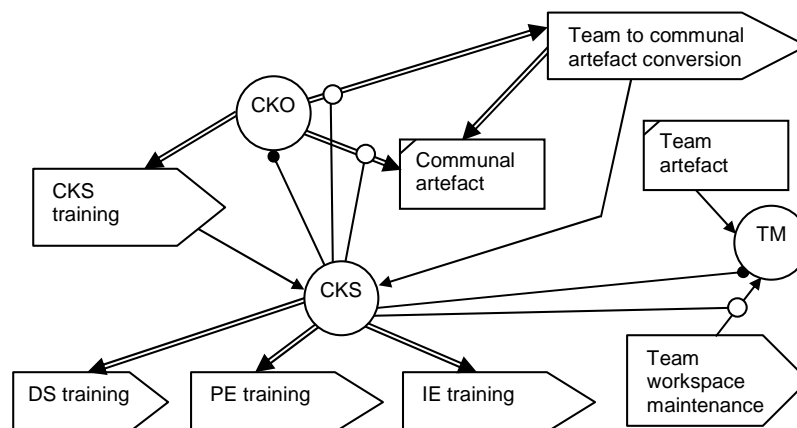 Team to communal
artefact conversion
CKO
Communal
artefact
Team
artefact
CKS
training
TM
CKS
DS training
PE training
IE training
Team
workspace
maintenance